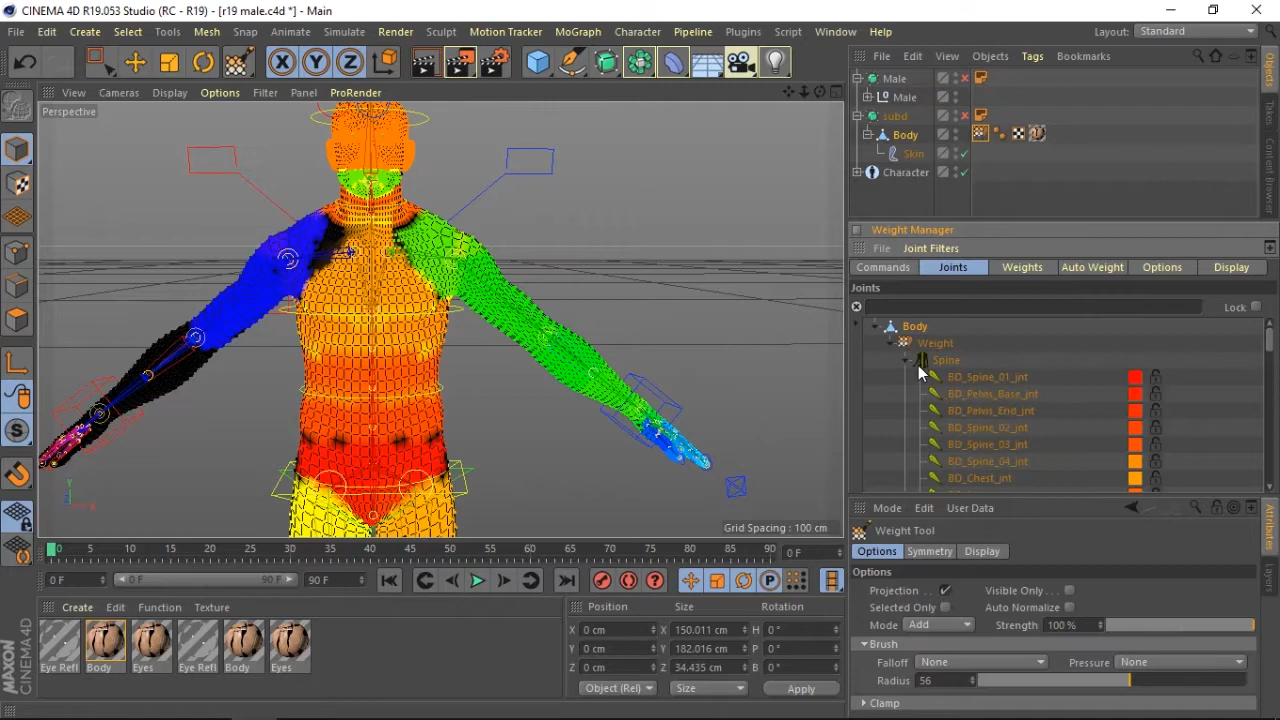 CINEMA 4D R19.053 Studio (RC - R19) - [r19 male.c4d *] - Main
File Edit Create Select Tools Mesh Snap Animate Simulate Render Sculpt Motion Tracker MoGraph Character Pipeline Plugins Script Window Help Layout: Standard
File Edit View Objects Tags Bookmarks
View Cameras Display Options Filter Panel ProRender
Perspective
Male
Male
subd
Body
Skin
Character
Weight Manager
File Joint Filters
Commands Joints Weights Auto Weight Options Display
Joints
Lock
Body
Weight
Spine
BD_Spine_01_jnt
BD_Pelvis_Base_jnt
BD_Pelvis_End_jnt
BD_Spine_02_jnt
BD_Spine_03_jnt
BD_Spine_04_jnt
BD_Chest_jnt
Grid Spacing : 100 cm
0 5 10 15 20 25 30 35 40 45 50 55 60 65 70 75 80 85 90 0 F
0 F 0 F 90 F 90 F
Create Edit Function Texture
Eye Refl Body Eyes Eye Refl Body Eyes
Position Size Rotation
X 0 cm X 150.011 cm H 0 °
Y 0 cm Y 182.016 cm P 0 °
Z 0 cm Z 34.435 cm B 0 °
Object (Rel) Size Apply
Mode Edit User Data
Weight Tool
Options Symmetry Display
Options
Projection Visible Only
Selected Only Auto Normalize
Mode Add Strength 100 %
Brush
Falloff None Pressure None
Radius 56
Clamp
Objects
Takes
Content Browser
Attributes
Layers
MAXON
CINEMA 4D